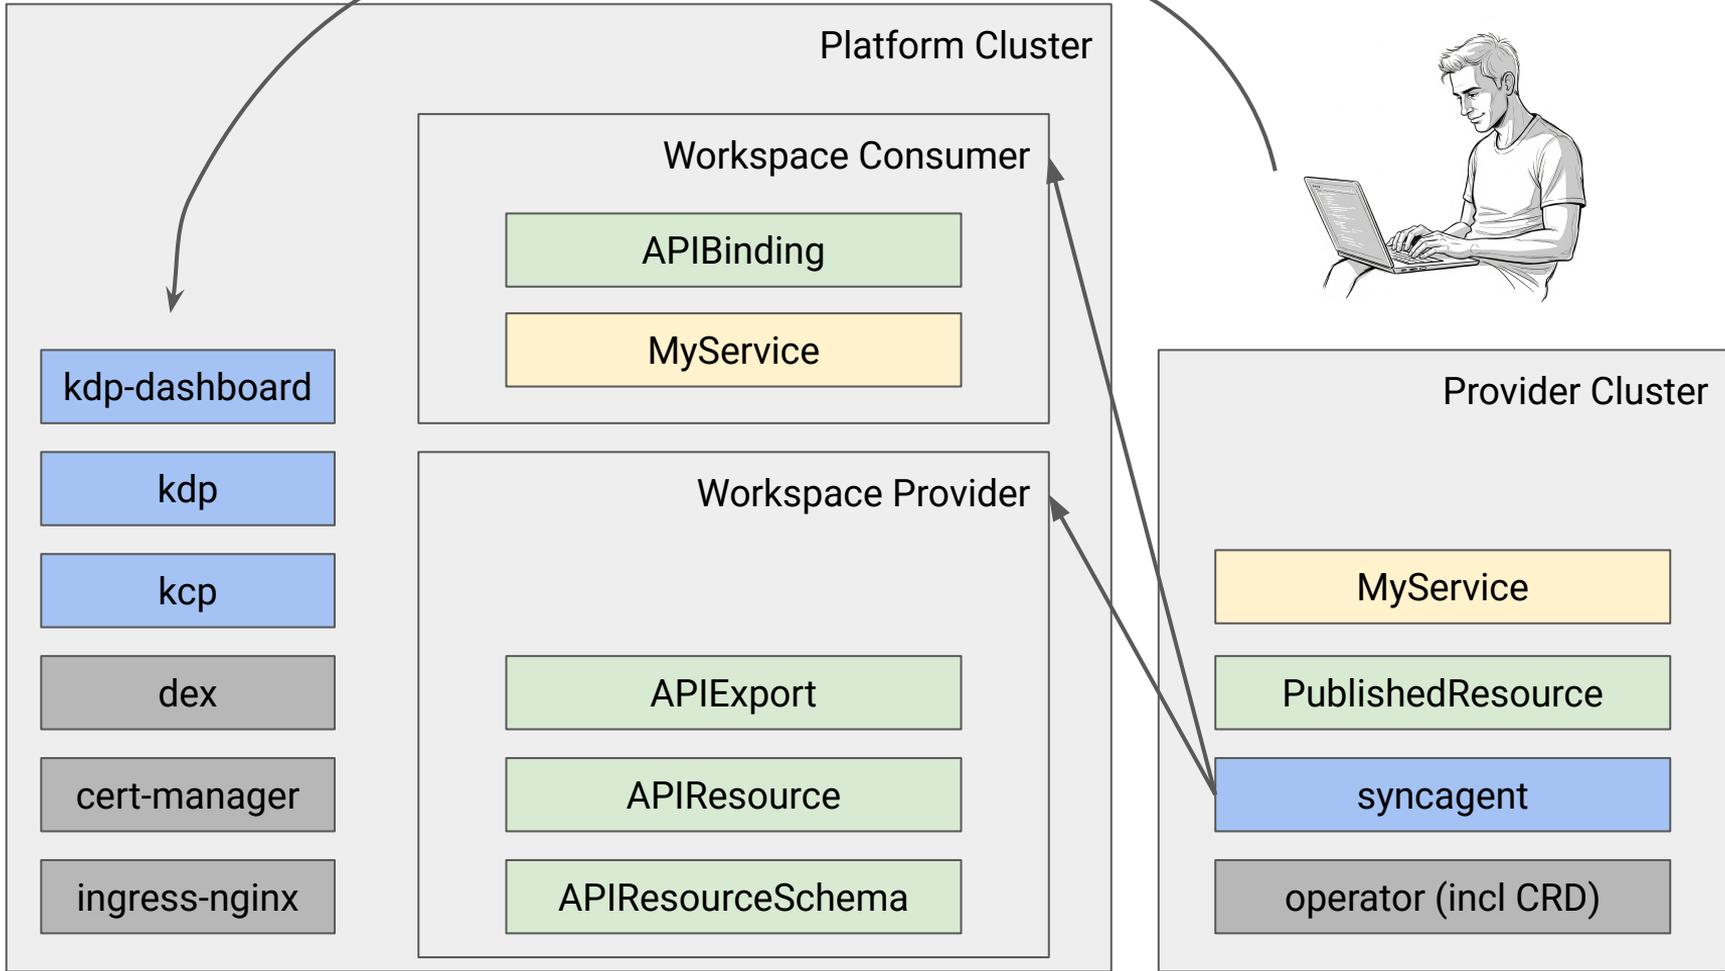 Platform Cluster
Workspace Consumer
APIBinding
MyService
kdp-dashboard
kdp
kcp
dex
cert-manager
ingress-nginx
Workspace Provider
APIExport
APIResource
APIResourceSchema
Provider Cluster
MyService
PublishedResource
syncagent
operator (incl CRD)